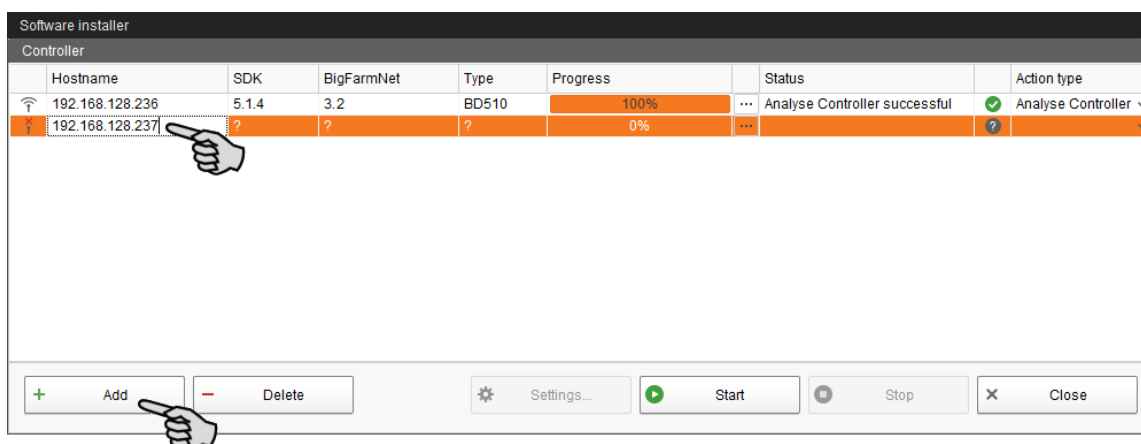 Software installer
Controller
Hostname SDK BigFarmNet Type Progress Status Action type
192.168.128.236 5.1.4 3.2 BD510 100% ... Analyse Controller successful Analyse Controller
192.168.128.237 ? ? ? 0% ... ?
+ Add − Delete Settings... Start Stop × Close